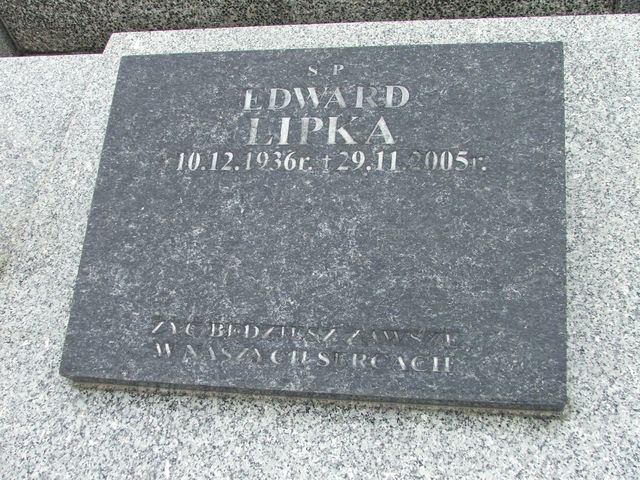 Ś P
EDWARD
LIPKA
*10.12.1936r. +29.11.2005r.
ŻYĆ BĘDZIESZ ZAWSZE
W NASZYCH SERCACH